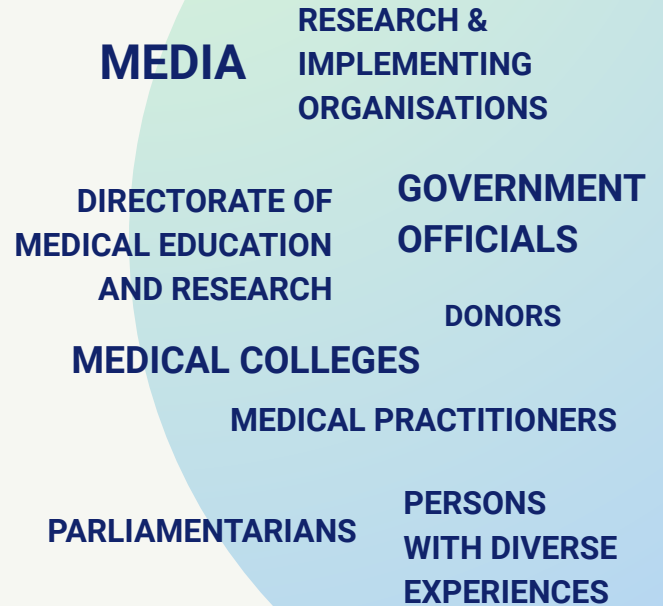 MEDIA
RESEARCH &
IMPLEMENTING
ORGANISATIONS
DIRECTORATE OF
MEDICAL EDUCATION
AND RESEARCH
GOVERNMENT
OFFICIALS
DONORS
MEDICAL COLLEGES
MEDICAL PRACTITIONERS
PARLIAMENTARIANS
PERSONS
WITH DIVERSE
EXPERIENCES